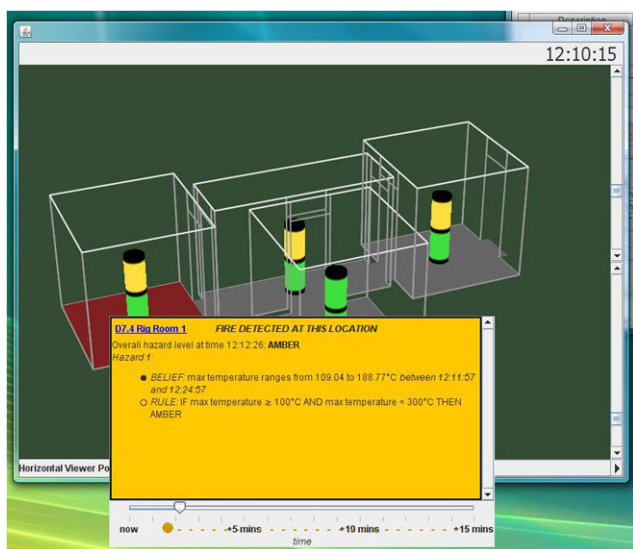 Description
12:10:15
D7.4 Rig Room 1 FIRE DETECTED AT THIS LOCATION
Overall hazard level at time 12:12:26: AMBER
Hazard 1:
BELIEF: max temperature ranges from 109.04 to 188.77°C between 12:11:57
and 12:24:57
RULE: IF max temperature ≥ 100°C AND max temperature < 300°C THEN
AMBER
Horizontal Viewer Po
now +5 mins +10 mins +15 mins
time